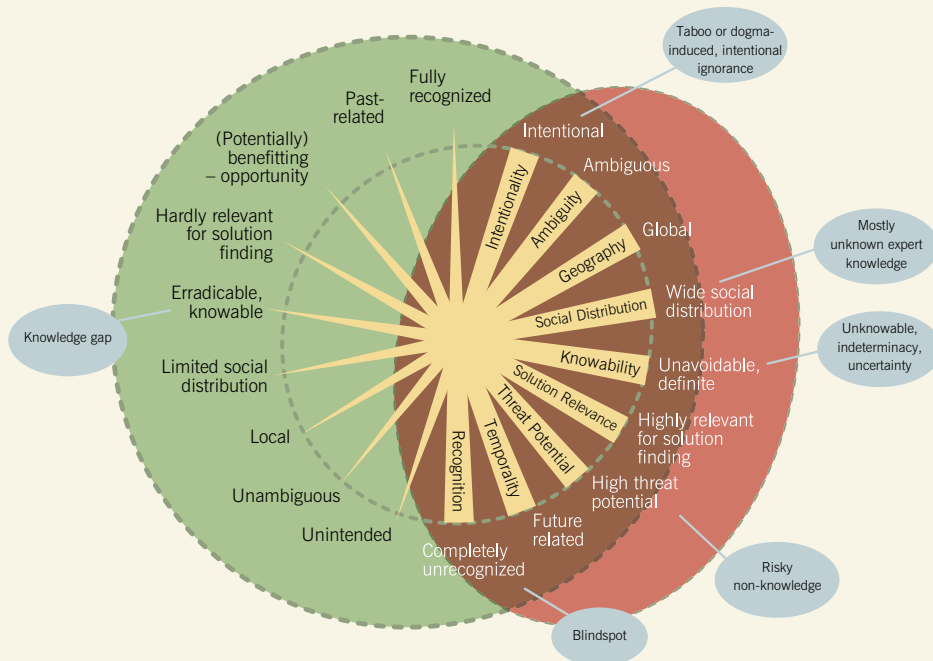 Taboo or dogma-
induced, intentional
ignorance
Fully
recognized
Past-
related
(Potentially)
benefitting
– opportunity
Hardly relevant
for solution
finding
Erradicable,
knowable
Knowledge gap
Limited social
distribution
Local
Unambiguous
Unintended
Intentional
Ambiguous
Global
Wide social
distribution
Unavoidable,
definite
Highly relevant
for solution
finding
High threat
potential
Future
related
Completely
unrecognized
Intentionality
Ambiguity
Geography
Social Distribution
Knowability
Solution Relevance
Threat Potential
Temporality
Recognition
Mostly
unknown expert
knowledge
Unknowable,
indeterminacy,
uncertainty
Risky
non-knowledge
Blindspot